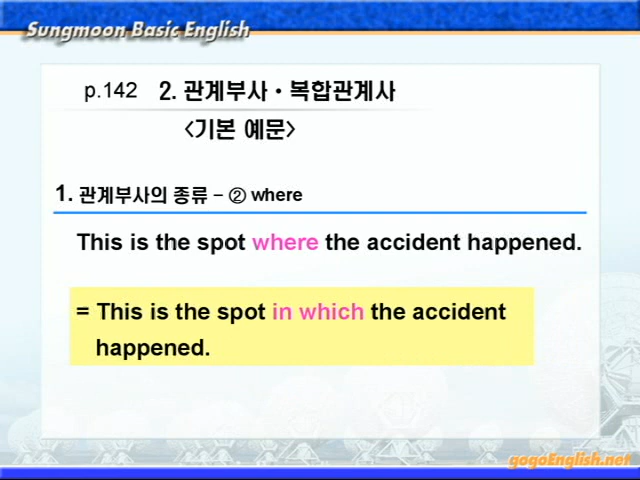 Sungmoon Basic English
p.142 2. 관계부사・복합관계사
<기본 예문>
1. 관계부사의 종류 - ② where
This is the spot where the accident happened.
= This is the spot in which the accident
happened.
gogoEnglish.net